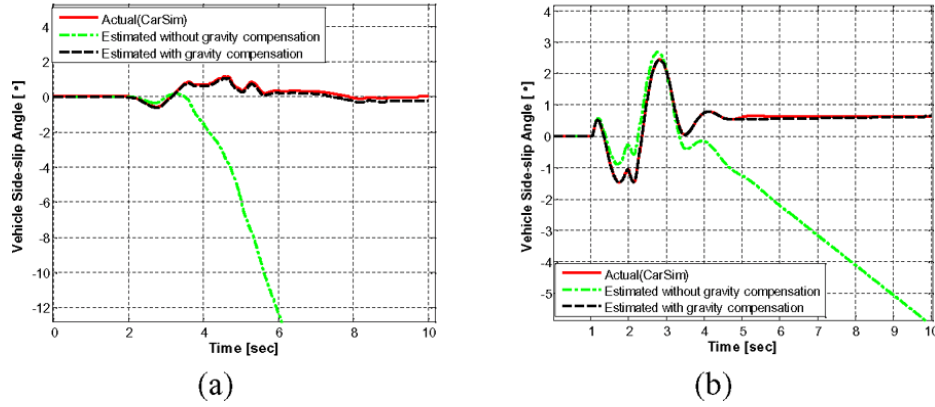 4
2
0
-2
-4
-6
-8
-10
-12
0 2 4 6 8 10
Vehicle Side-slip Angle [°]
Time [sec]
Actual(CarSim)
Estimated without gravity compensation
Estimated with gravity compensation
(a)
4
3
2
1
0
-1
-2
-3
-4
-5
1 2 3 4 5 6 7 8 9 10
Vehicle Side-slip Angle [°]
Time [sec]
Actual(CarSim)
Estimated without gravity compensation
Estimated with gravity compensation
(b)